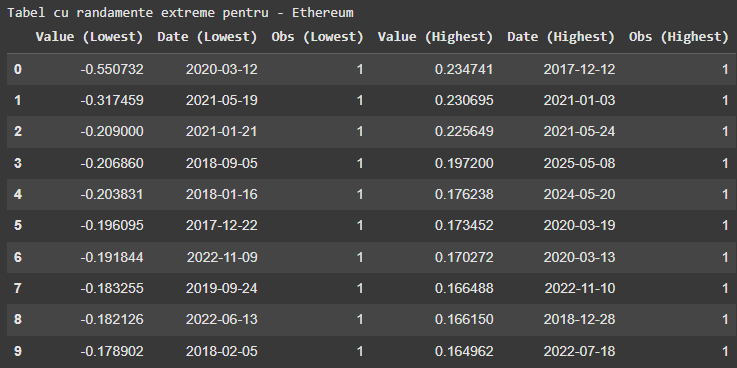 Tabel cu randamente extreme pentru - Ethereum
Value (Lowest) Date (Lowest) Obs (Lowest) Value (Highest) Date (Highest) Obs (Highest)
0 -0.550732 2020-03-12 1 0.234741 2017-12-12 1
1 -0.317459 2021-05-19 1 0.230695 2021-01-03 1
2 -0.209000 2021-01-21 1 0.225649 2021-05-24 1
3 -0.206860 2018-09-05 1 0.197200 2025-05-08 1
4 -0.203831 2018-01-16 1 0.176238 2024-05-20 1
5 -0.196095 2017-12-22 1 0.173452 2020-03-19 1
6 -0.191844 2022-11-09 1 0.170272 2020-03-13 1
7 -0.183255 2019-09-24 1 0.166488 2022-11-10 1
8 -0.182126 2022-06-13 1 0.166150 2018-12-28 1
9 -0.178902 2018-02-05 1 0.164962 2022-07-18 1